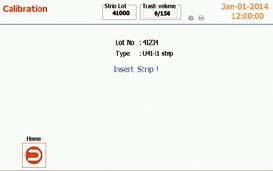 Calibration
Strip Lot
41000
Trash volume
0/150
Jan-01-2014
12:00:00
Lot No : 41234
Type : U41-11 strip
Insert Strip !
Home